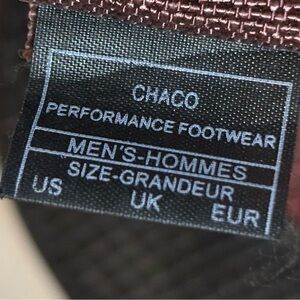 CHACO
PERFORMANCE FOOTWEAR
MEN'S-HOMMES
SIZE-GRANDEUR
US UK EUR